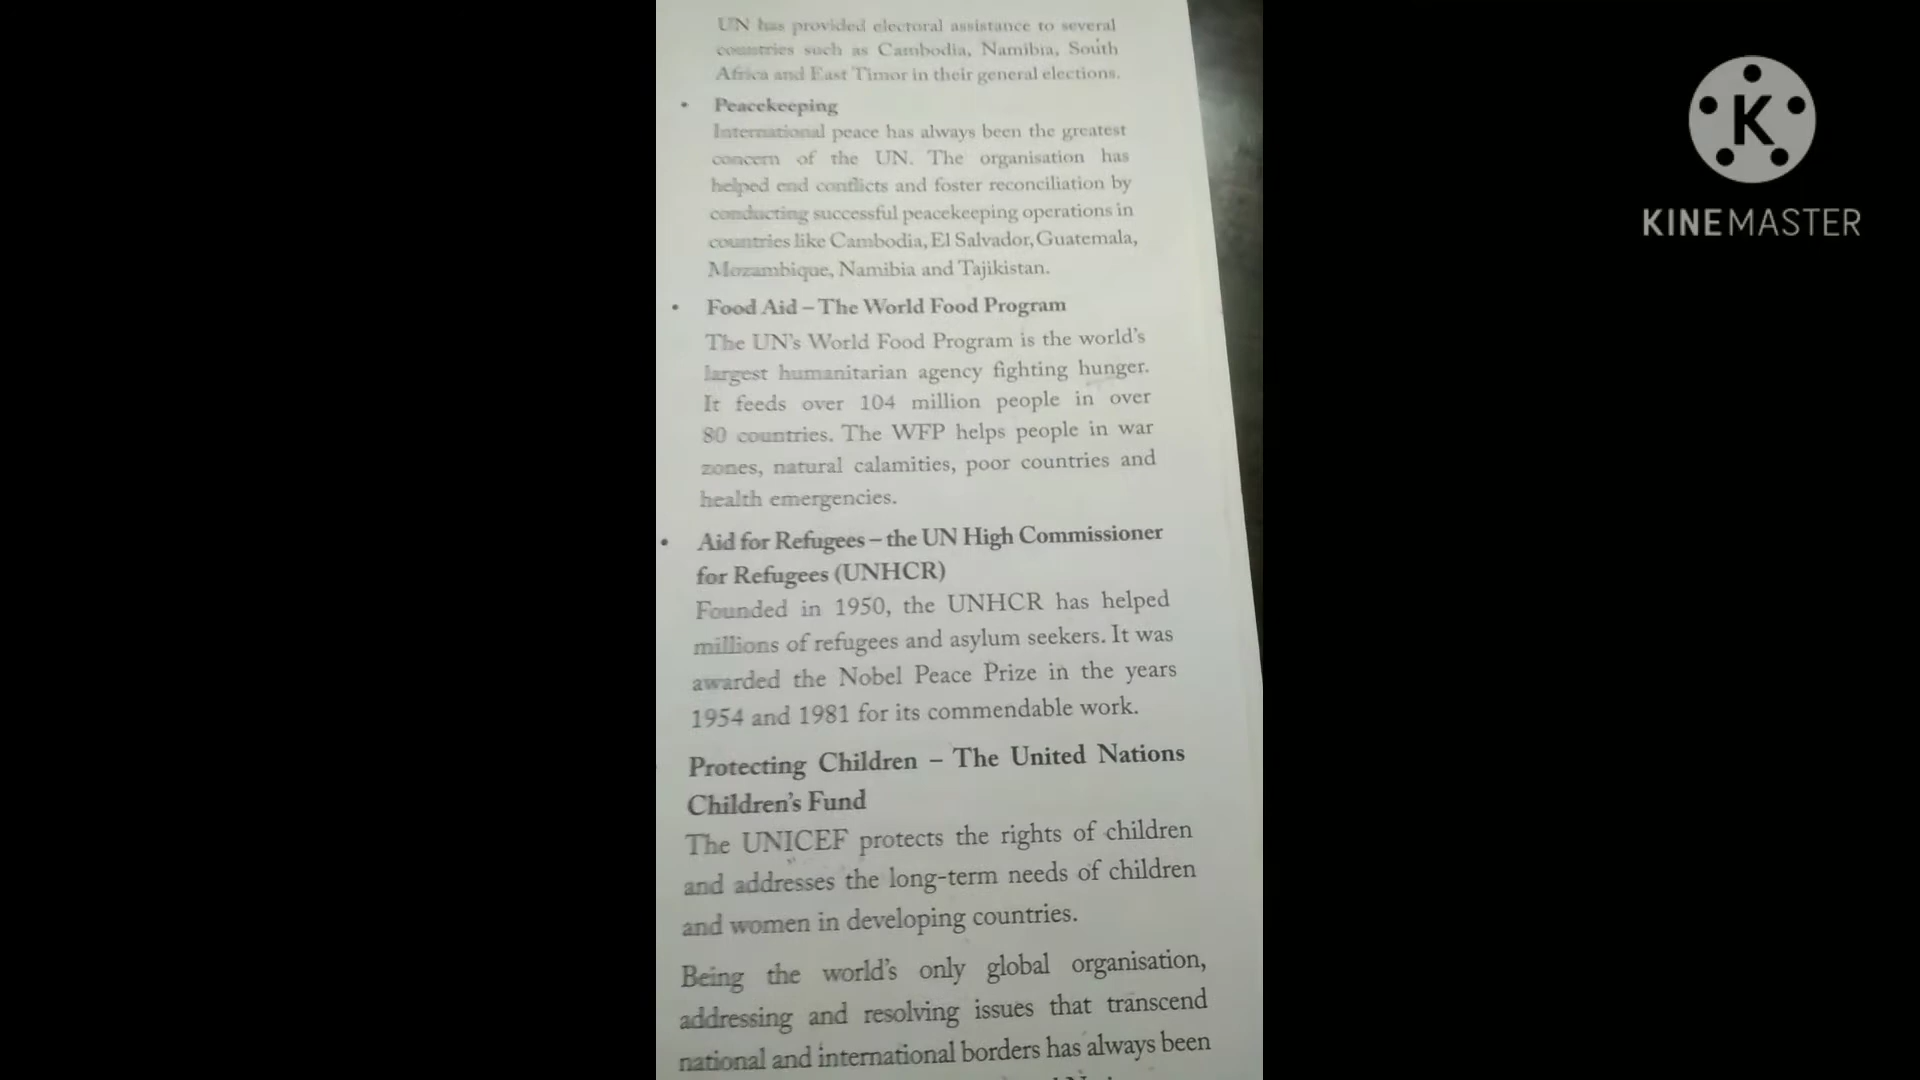 UN has provided electoral assistance to several
countries such as Cambodia, Namibia, South
Africa and East Timor in their general elections.
• Peacekeeping
International peace has always been the greatest
concern of the UN. The organisation has
helped end conflicts and foster reconciliation by
conducting successful peacekeeping operations in
countries like Cambodia, El Salvador, Guatemala,
Mozambique, Namibia and Tajikistan.
• Food Aid – The World Food Program
The UN's World Food Program is the world's
largest humanitarian agency fighting hunger.
It feeds over 104 million people in over
80 countries. The WFP helps people in war
zones, natural calamities, poor countries and
health emergencies.
• Aid for Refugees – the UN High Commissioner
for Refugees (UNHCR)
Founded in 1950, the UNHCR has helped
millions of refugees and asylum seekers. It was
awarded the Nobel Peace Prize in the years
1954 and 1981 for its commendable work.
Protecting Children – The United Nations
Children's Fund
The UNICEF protects the rights of children
and addresses the long-term needs of children
and women in developing countries.
Being the world's only global organisation,
addressing and resolving issues that transcend
national and international borders has always been
K
KINEMASTER